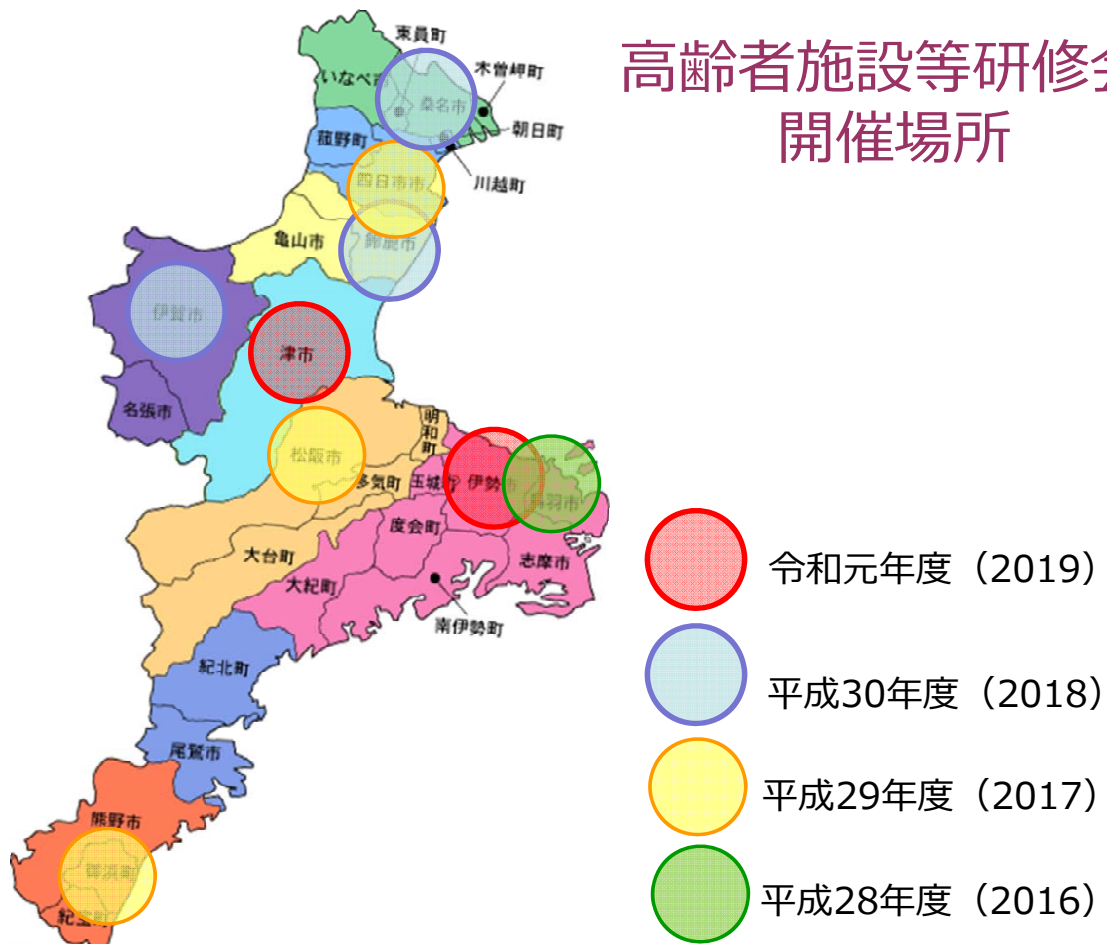 高齢者施設等研修会
開催場所
東員町
木曽岬町
いなべ市
桑名市
朝日町
菰野町
川越町
四日市市
亀山市
鈴鹿市
伊賀市
津市
名張市
明和町
松阪市
多気町
玉城町
伊勢市
鳥羽市
度会町
大台町
志摩市
大紀町
南伊勢町
紀北町
尾鷲市
熊野市
御浜町
紀宝町
令和元年度（2019）
平成30年度（2018）
平成29年度（2017）
平成28年度（2016）